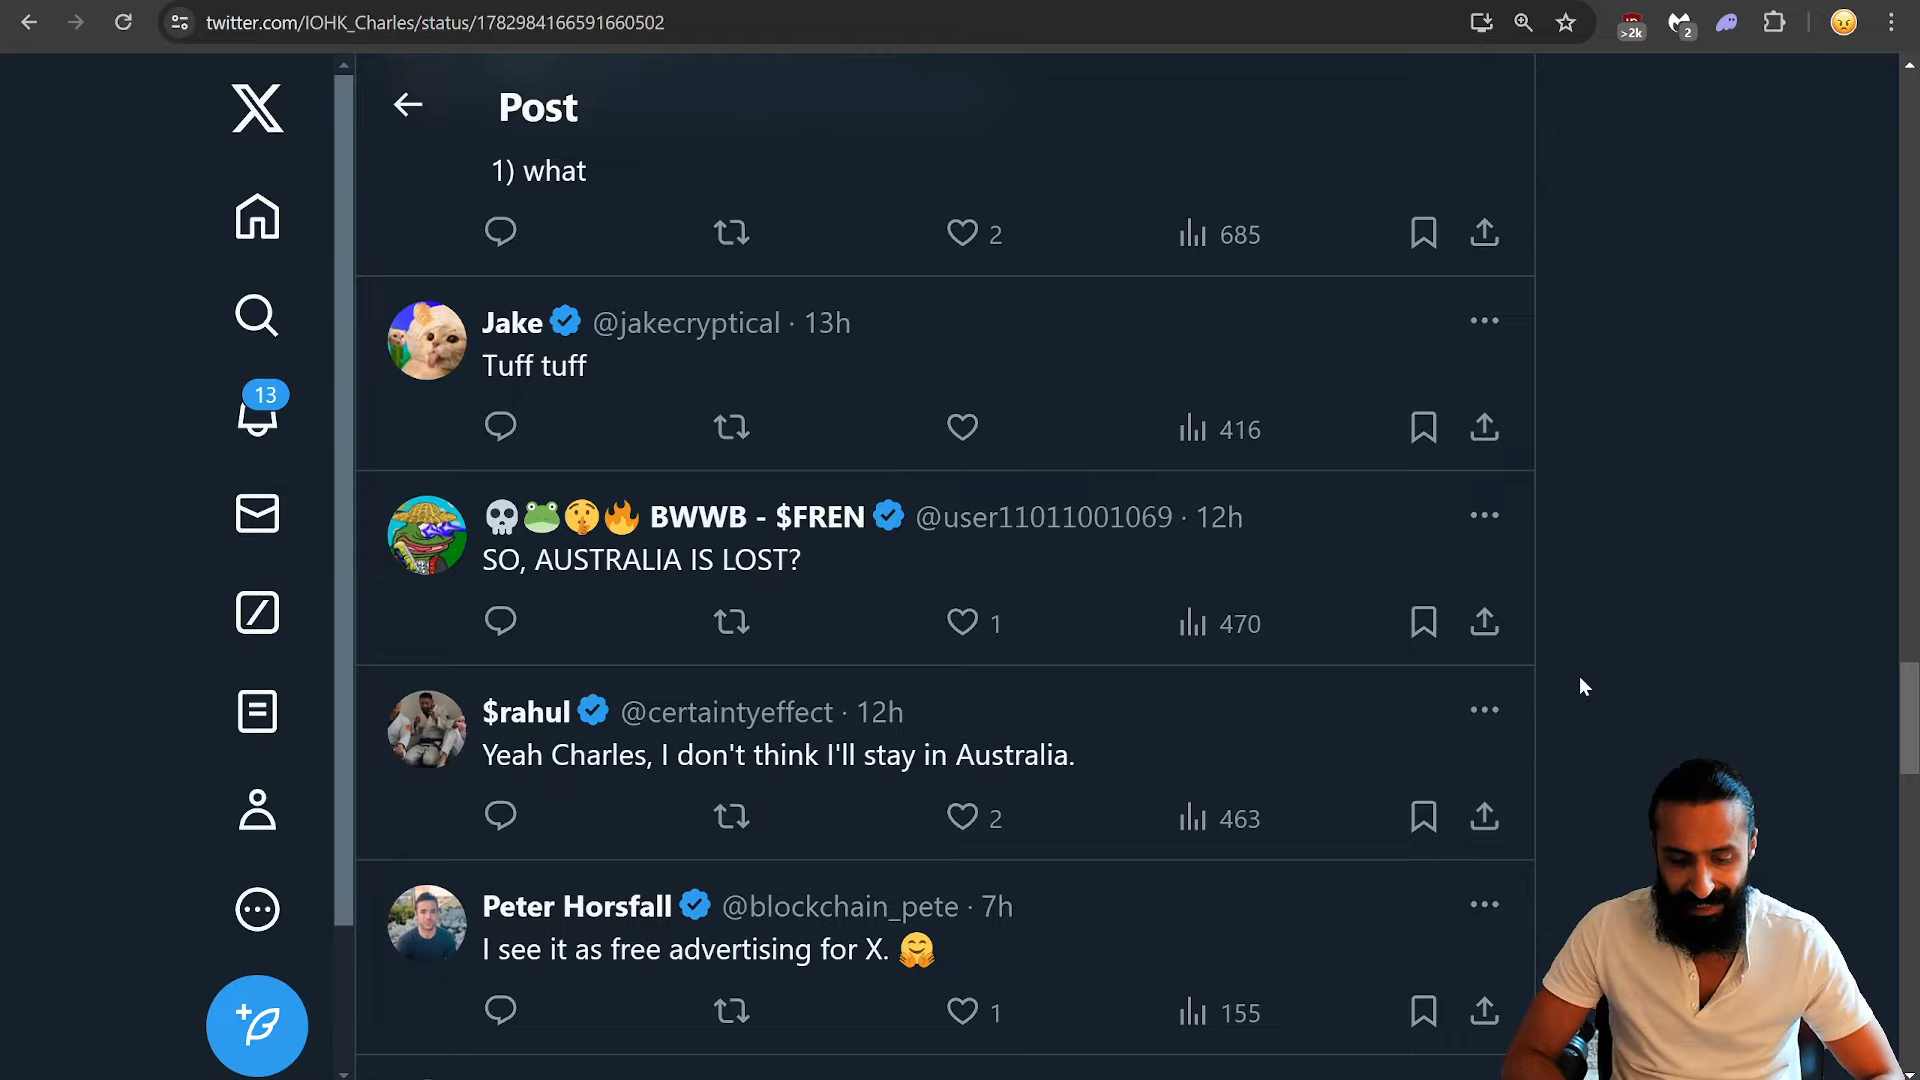 twitter.com/IOHK_Charles/status/1782984166591660502
>2k
2
Post
1) what
2
685
13
Jake @jakecryptical · 13h
Tuff tuff
416
💀🐸🤫🔥 BWWB - $FREN @user11011001069 · 12h
SO, AUSTRALIA IS LOST?
1
470
$rahul @certaintyeffect · 12h
Yeah Charles, I don't think I'll stay in Australia.
2
463
Peter Horsfall @blockchain_pete · 7h
I see it as free advertising for X. 🤗
1
155